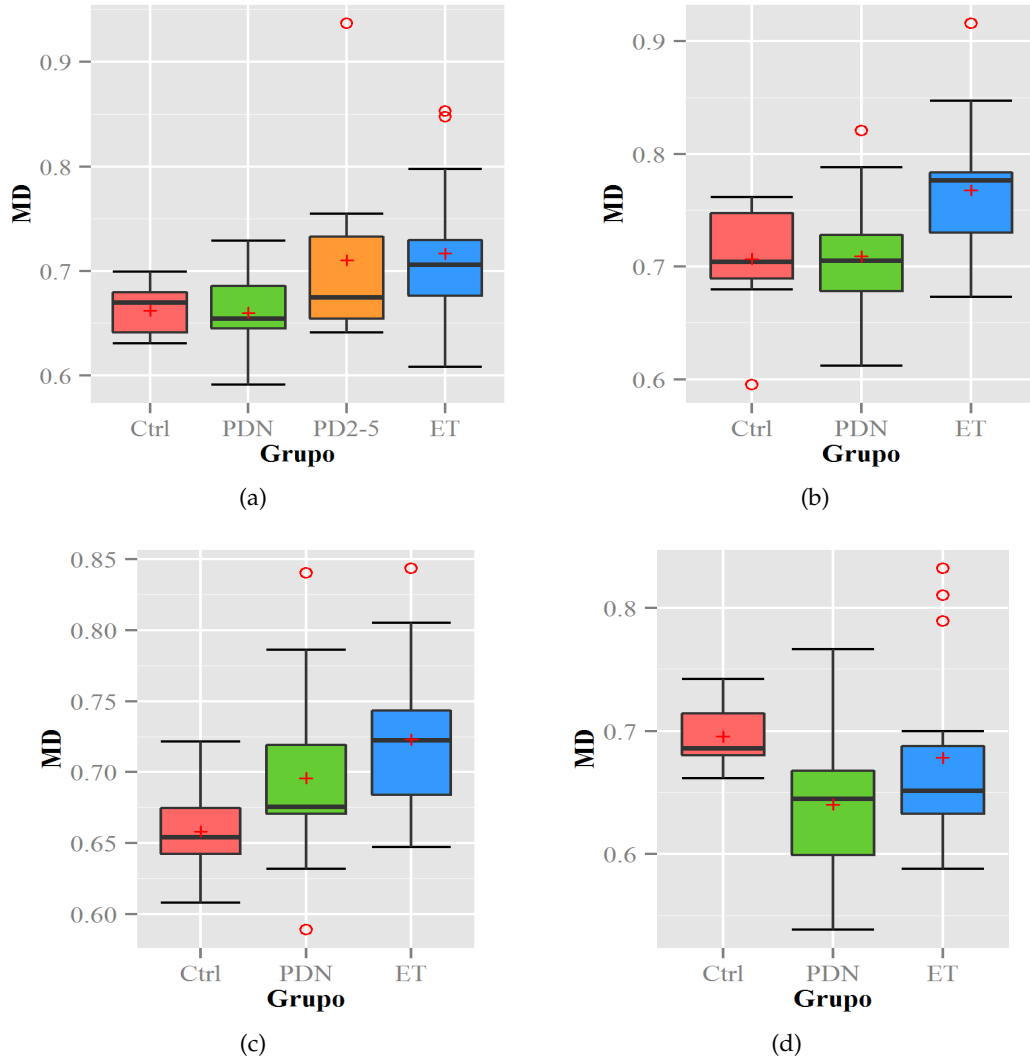 MD
0.9
0.8
0.7
0.6
Ctrl PDN PD2-5 ET
Grupo
(a)
MD
0.9
0.8
0.7
0.6
Ctrl PDN ET
Grupo
(b)
MD
0.85
0.80
0.75
0.70
0.65
0.60
Ctrl PDN ET
Grupo
(c)
MD
0.8
0.7
0.6
Ctrl PDN ET
Grupo
(d)